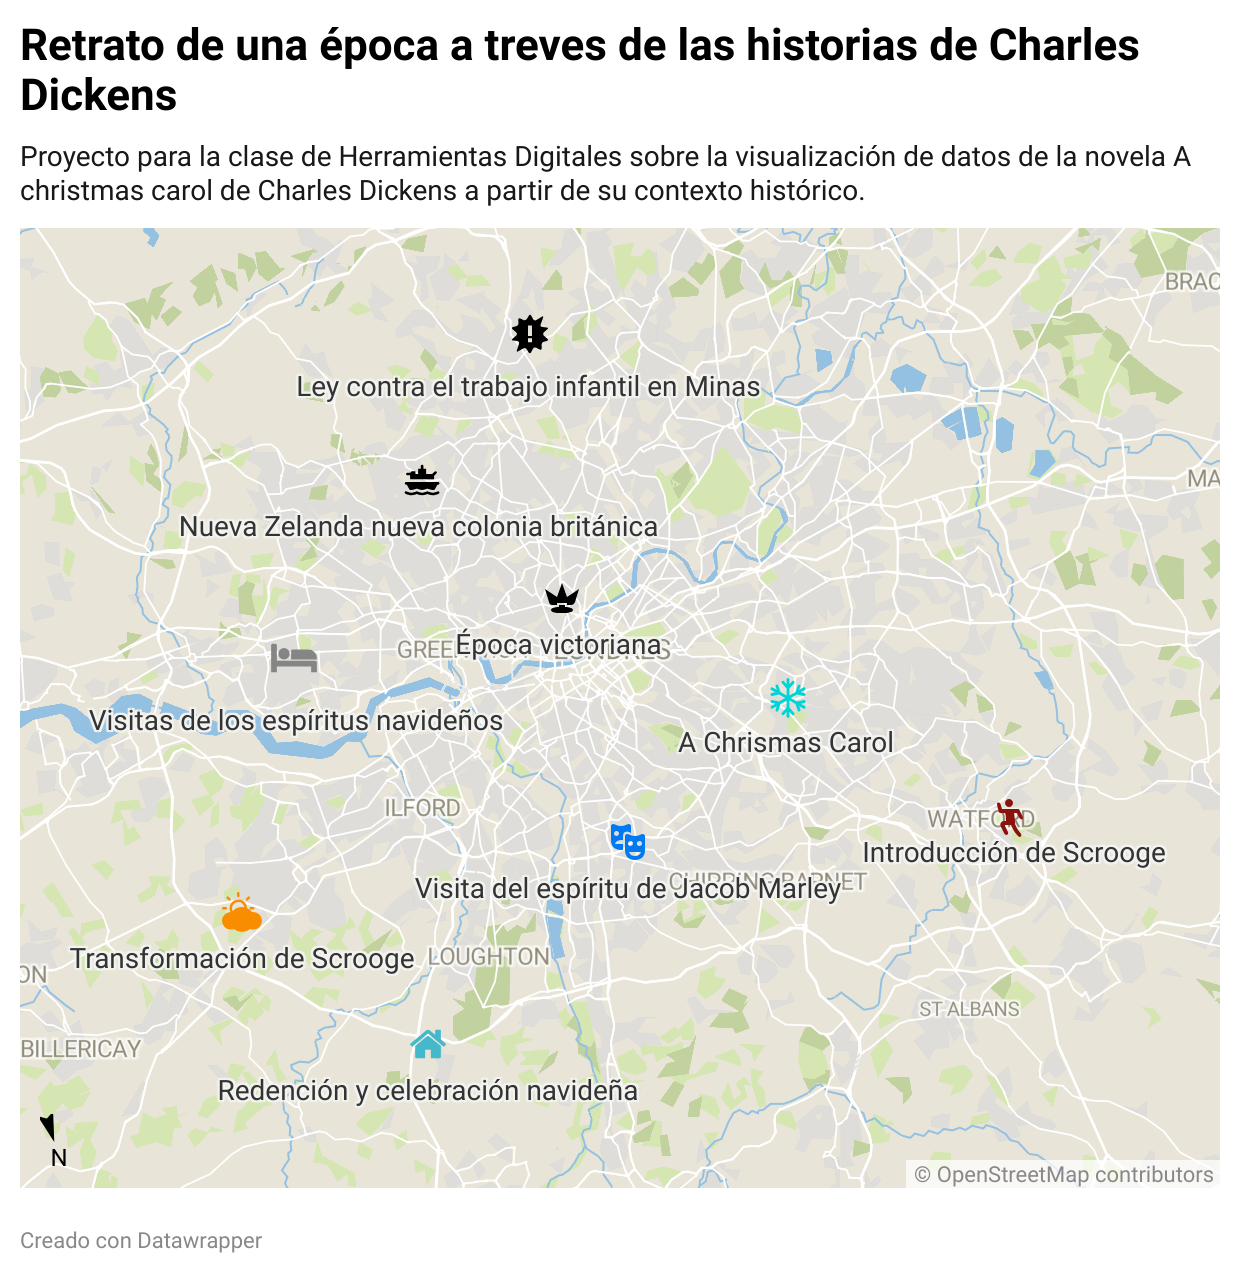 Retrato de una época a treves de las historias de Charles
Dickens
Proyecto para la clase de Herramientas Digitales sobre la visualización de datos de la novela A
christmas carol de Charles Dickens a partir de su contexto histórico.
BRAC
Ley contra el trabajo infantil en Minas
MA
Nueva Zelanda nueva colonia británica
GREE
Época victoriana
LONDRES
Visitas de los espíritus navideños
A Chrismas Carol
ILFORD
WATFORD
Introducción de Scrooge
CHIPPING BARNET
Visita del espíritu de Jacob Marley
Transformación de Scrooge
LOUGHTON
ON
ST ALBANS
BILLERICAY
Redención y celebración navideña
N
© OpenStreetMap contributors
Creado con Datawrapper